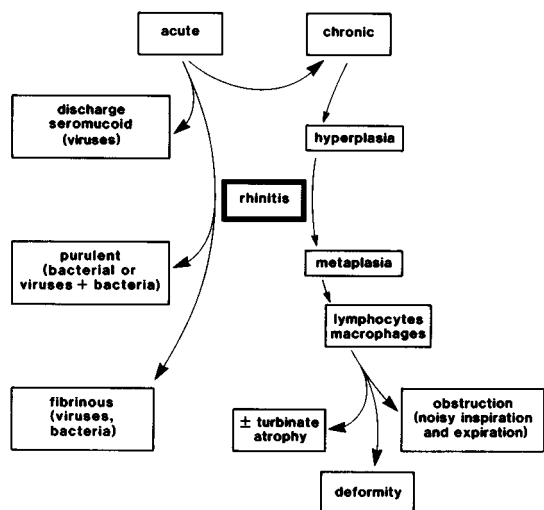 acute
chronic
discharge
seromucoid
(viruses)
hyperplasia
rhinitis
purulent
(bacterial or
viruses + bacteria)
metaplasia
lymphocytes
macrophages
fibrinous
(viruses,
bacteria)
± turbinate
atrophy
obstruction
(noisy inspiration
and expiration)
deformity